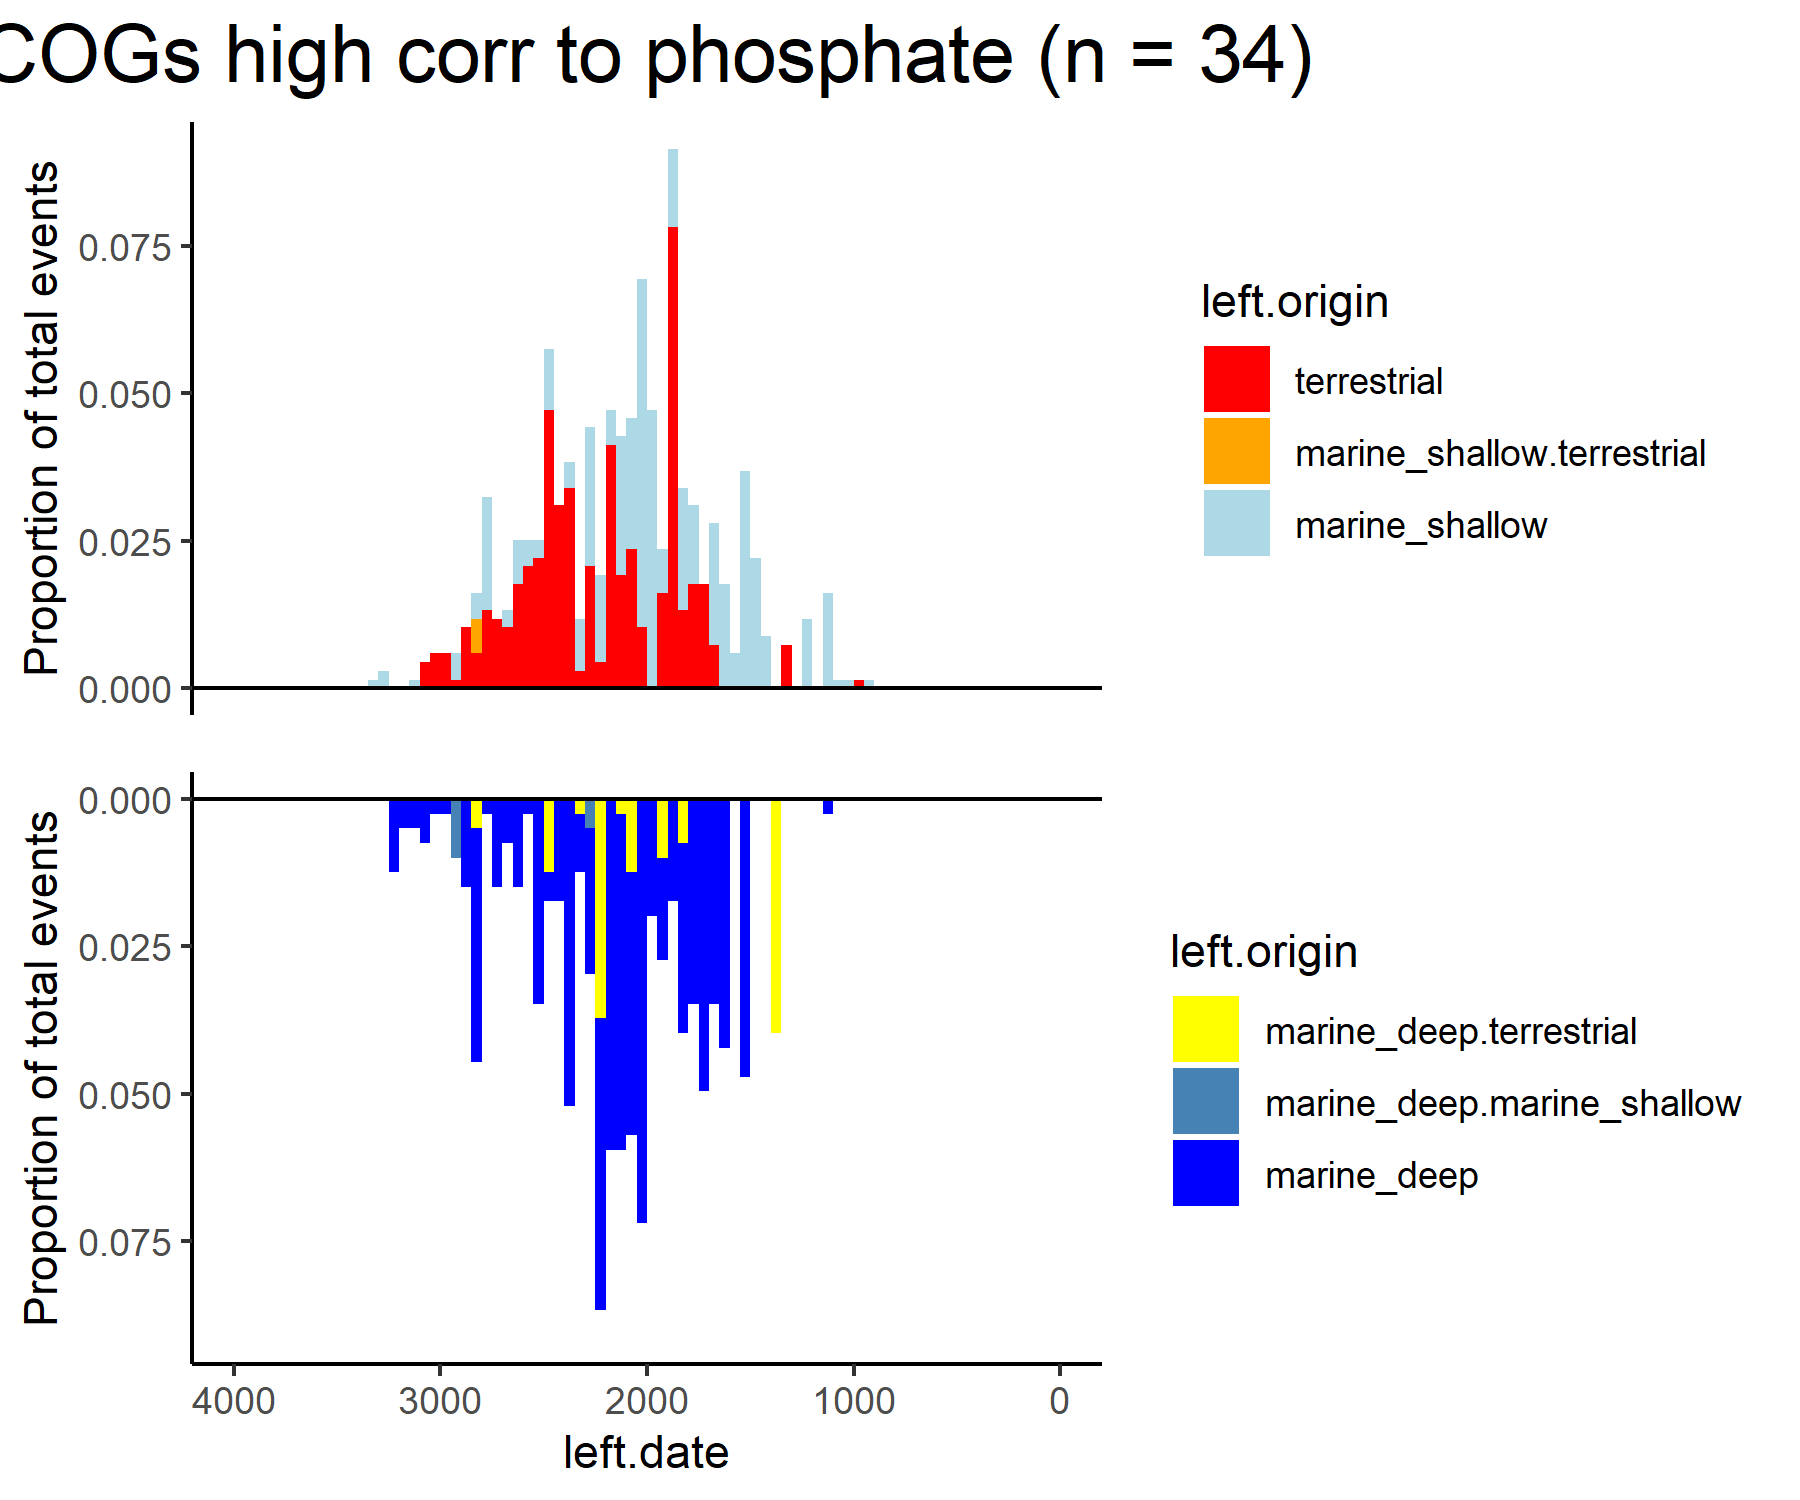 COGs high corr to phosphate (n = 34)
Proportion of total events
0.075
0.050
0.025
0.000
left.origin
terrestrial
marine_shallow.terrestrial
marine_shallow
Proportion of total events
0.000
0.025
0.050
0.075
left.origin
marine_deep.terrestrial
marine_deep.marine_shallow
marine_deep
4000 3000 2000 1000 0
left.date